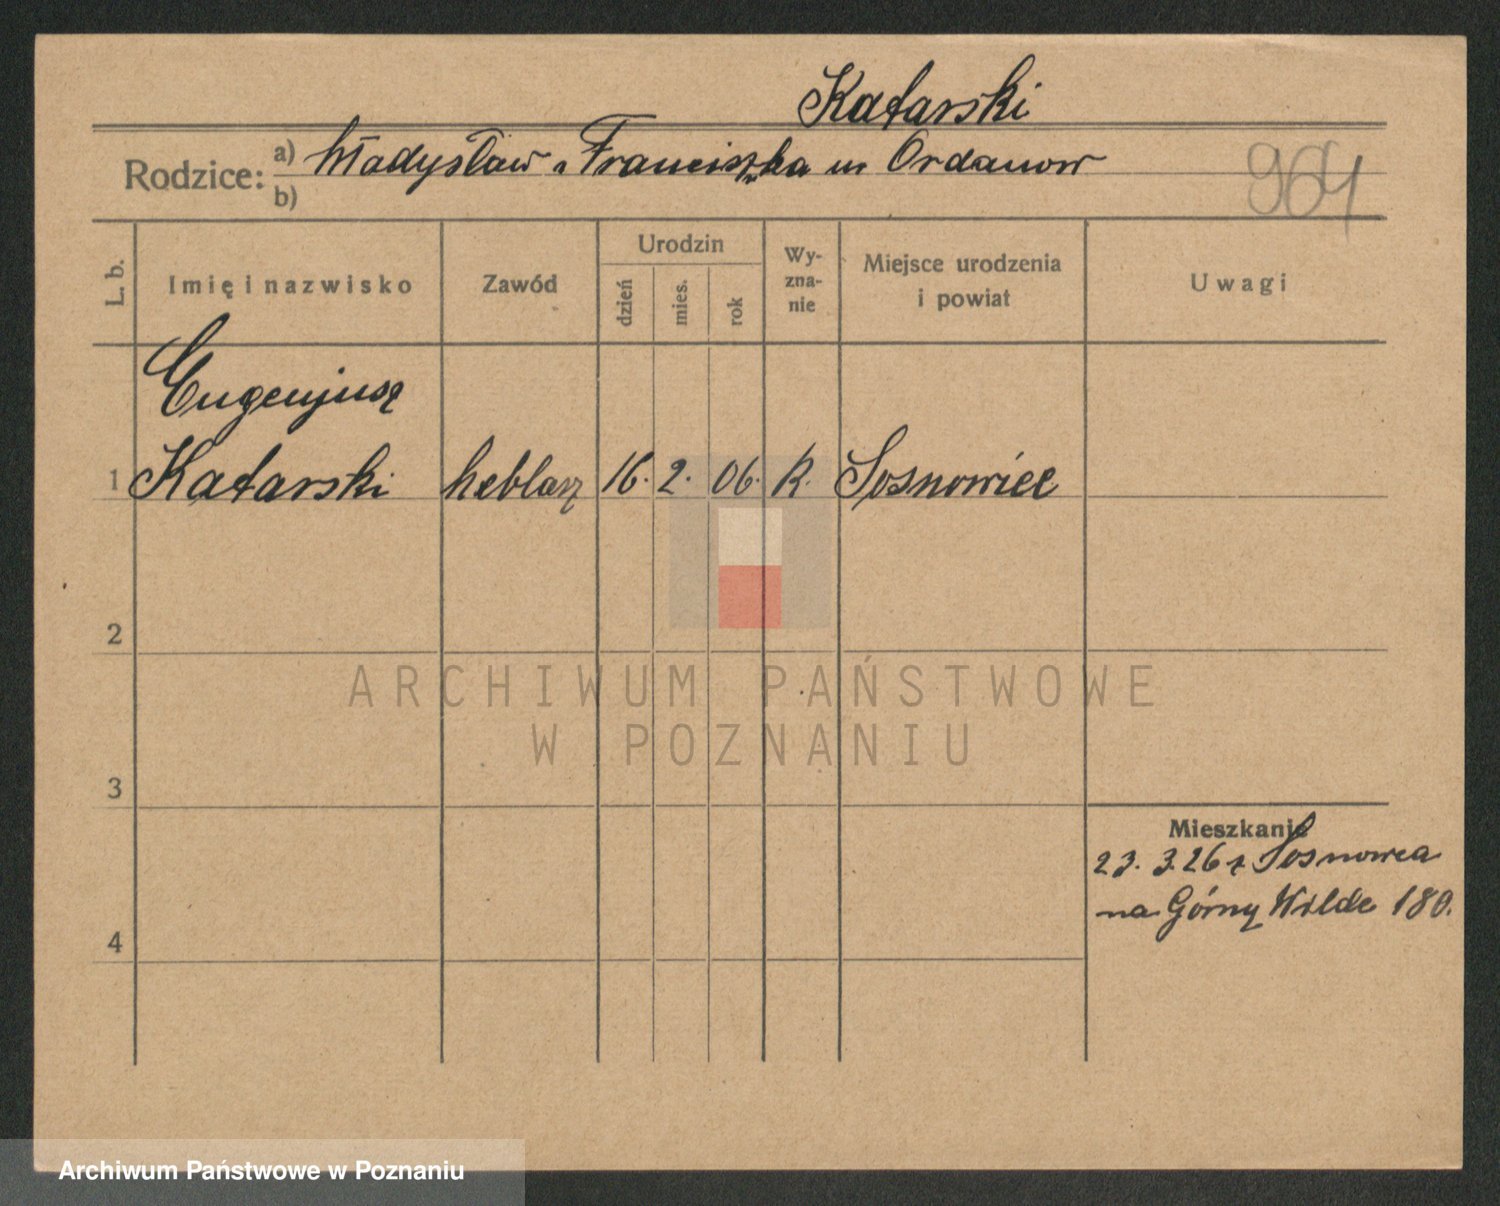 Katarski
Rodzice: a) Władysław i Franciszka ur Ordanow
b)
964
L. b. Imię i nazwisko Zawód Urodzin dzień mies. rok Wy-zna-nie Miejsce urodzenia i powiat Uwagi
Eugenjusz
1 Katarski heblarz 16. 2. 06. R. Sosnowiec
2
ARCHIWUM PAŃSTWOWE
W POZNANIU
3
Mieszkanie
23. 3. 26 z Sosnowca
na Górny Wilde 180.
4
Archiwum Państwowe w Poznaniu